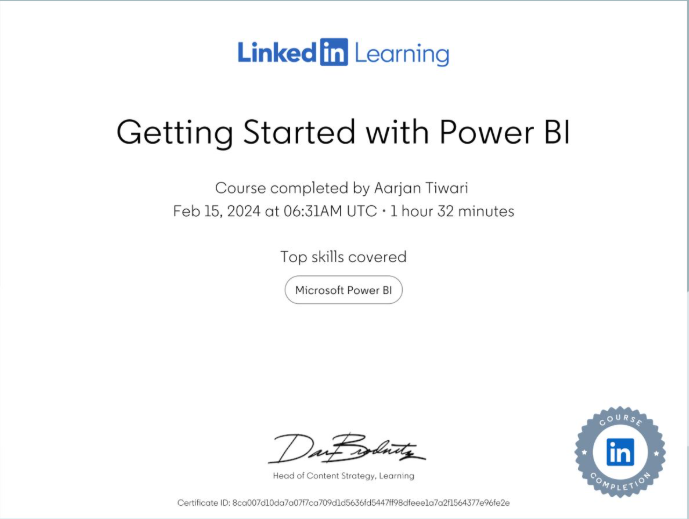 Linked in Learning
Getting Started with Power BI
Course completed by Aarjan Tiwari
Feb 15, 2024 at 06:31AM UTC • 1 hour 32 minutes
Top skills covered
Microsoft Power BI
Head of Content Strategy, Learning
COURSE
in
COMPLETION
Certificate ID: 8ca007d10da7a07f7ca709d1d5636fd5447ff98dfeee1a7a2f1564377e96fe2e